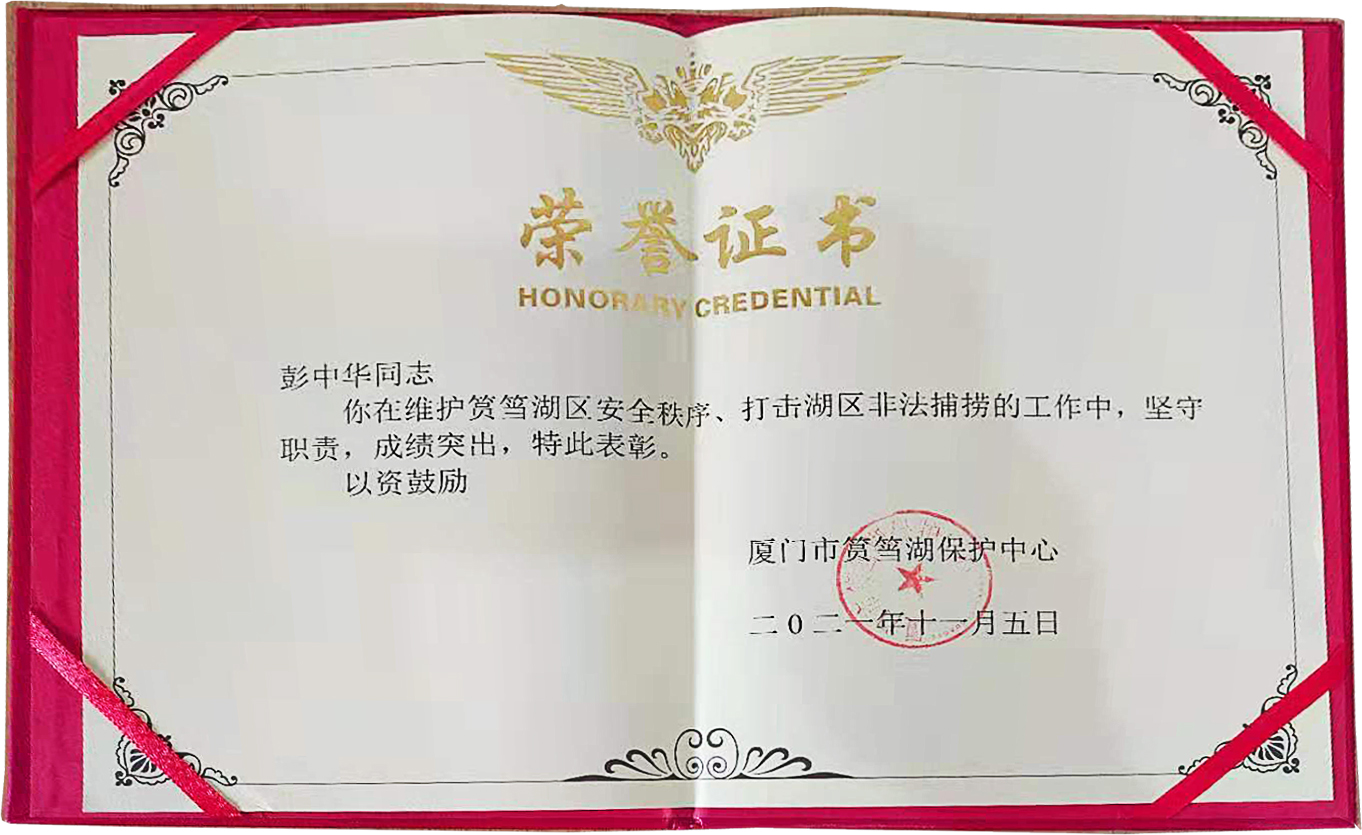 荣誉证书
HONORARY CREDENTIAL
彭中华同志
你在维护筼筜湖区安全秩序、打击湖区非法捕捞的工作中，坚守
职责，成绩突出，特此表彰。
以资鼓励
厦门市筼筜湖保护中心
二0二一年十一月五日